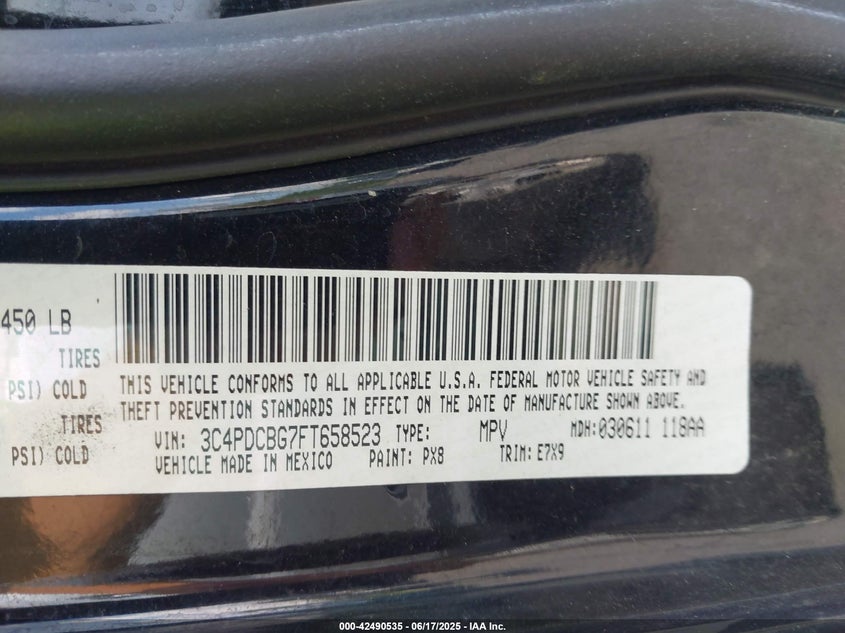 450 LB
TIRES
PSI) COLD
TIRES
PSI) COLD
THIS VEHICLE CONFORMS TO ALL APPLICABLE U.S.A. FEDERAL MOTOR VEHICLE SAFETY AND
THEFT PREVENTION STANDARDS IN EFFECT ON THE DATE OF MANUFACTURE SHOWN ABOVE.
VIN: 3C4PDCBG7FT658523 TYPE: MPV MDH:030611 118AA
VEHICLE MADE IN MEXICO PAINT: PX8 TRIM: E7X9
000-42490535 - 06/17/2025 - IAA Inc.